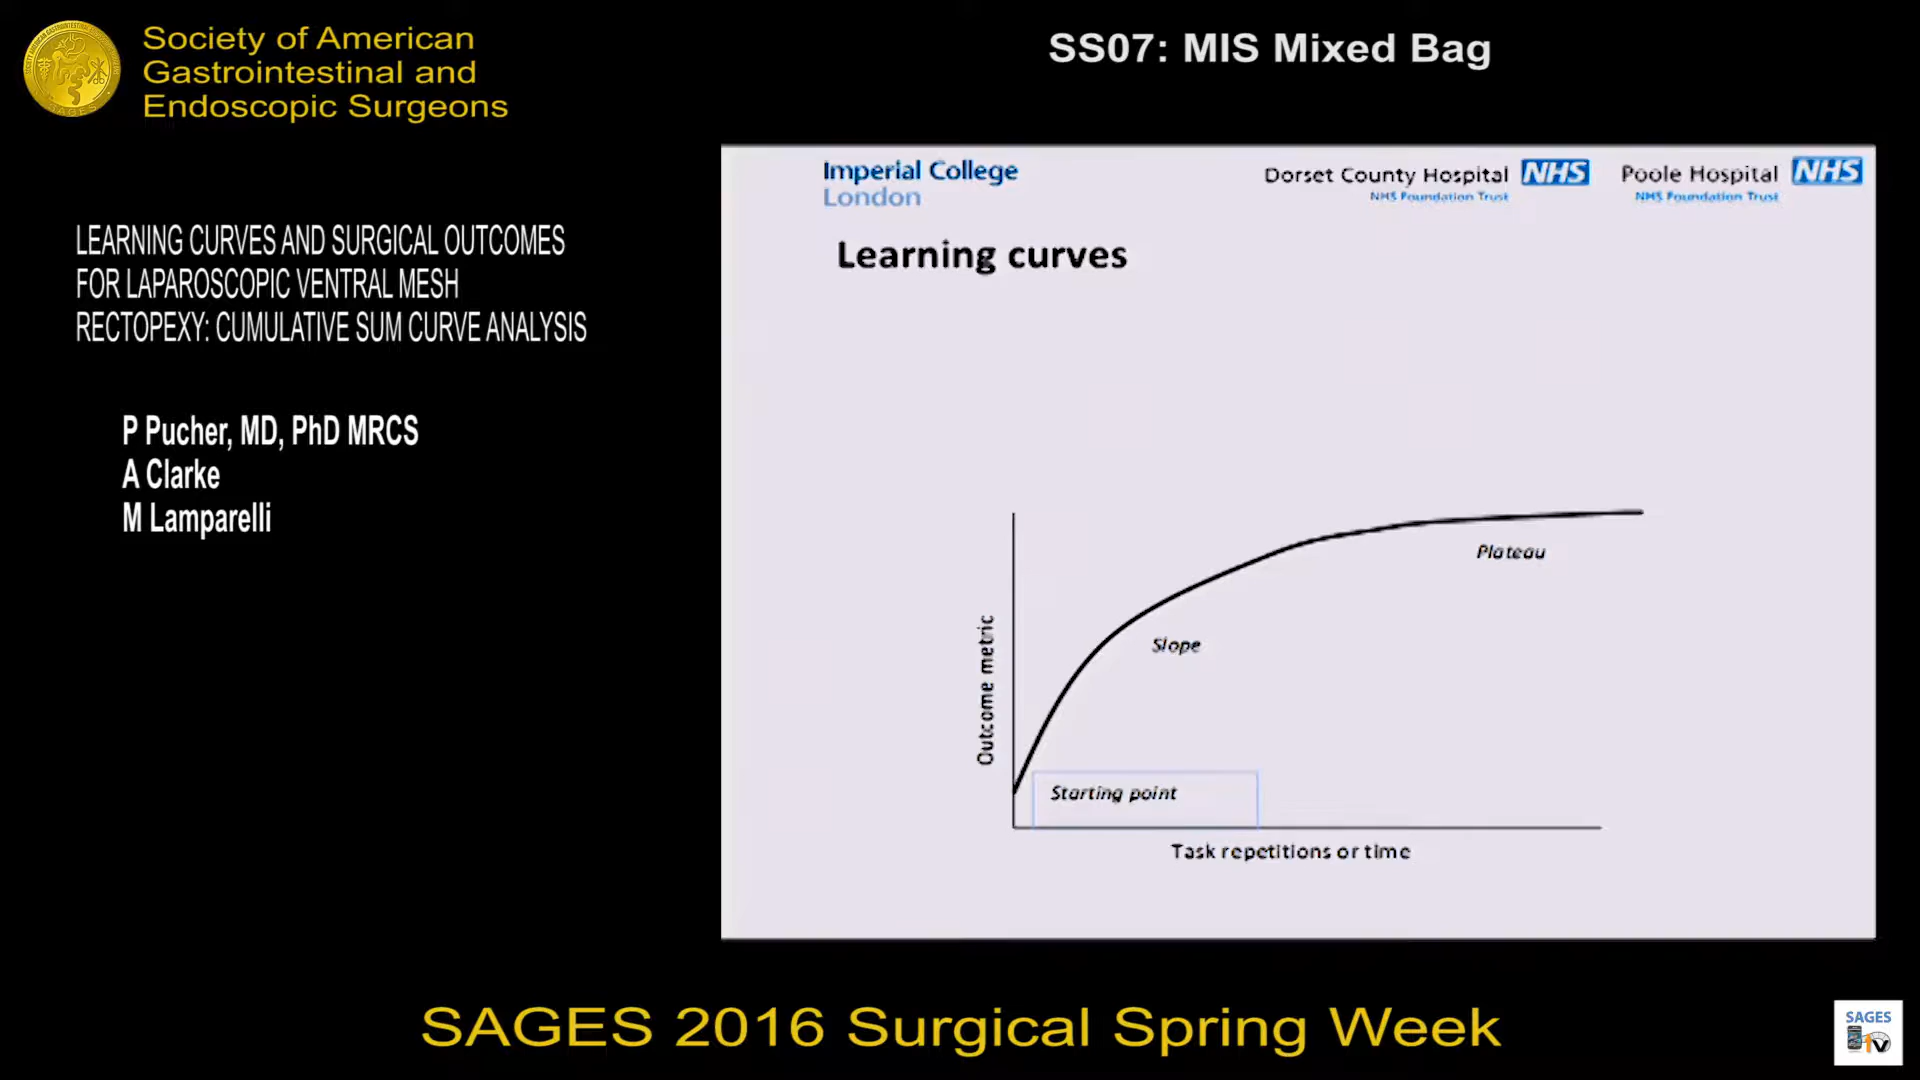 Society of American
Gastrointestinal and
Endoscopic Surgeons
SS07: MIS Mixed Bag
LEARNING CURVES AND SURGICAL OUTCOMES
FOR LAPAROSCOPIC VENTRAL MESH
RECTOPEXY: CUMULATIVE SUM CURVE ANALYSIS
P Pucher, MD, PhD MRCS
A Clarke
M Lamparelli
Imperial College
London
Dorset County Hospital NHS
NHS Foundation Trust
Poole Hospital NHS
NHS Foundation Trust
Learning curves
Plateau
Slope
Outcome metric
Starting point
Task repetitions or time
SAGES 2016 Surgical Spring Week
SAGES
tv